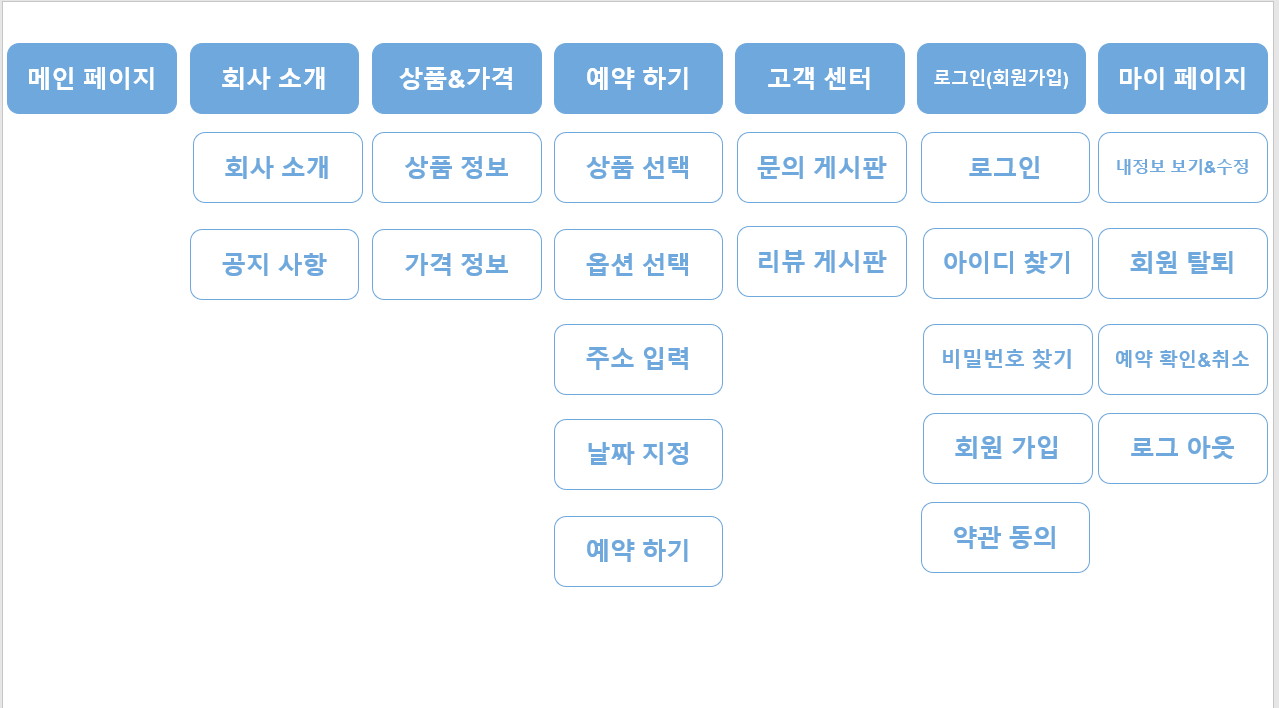 메인 페이지
회사 소개
상품&가격
예약 하기
고객 센터
로그인(회원가입)
마이 페이지
회사 소개
상품 정보
상품 선택
문의 게시판
로그인
내정보 보기&수정
공지 사항
가격 정보
옵션 선택
리뷰 게시판
아이디 찾기
회원 탈퇴
주소 입력
비밀번호 찾기
예약 확인&취소
날짜 지정
회원 가입
로그 아웃
예약 하기
약관 동의